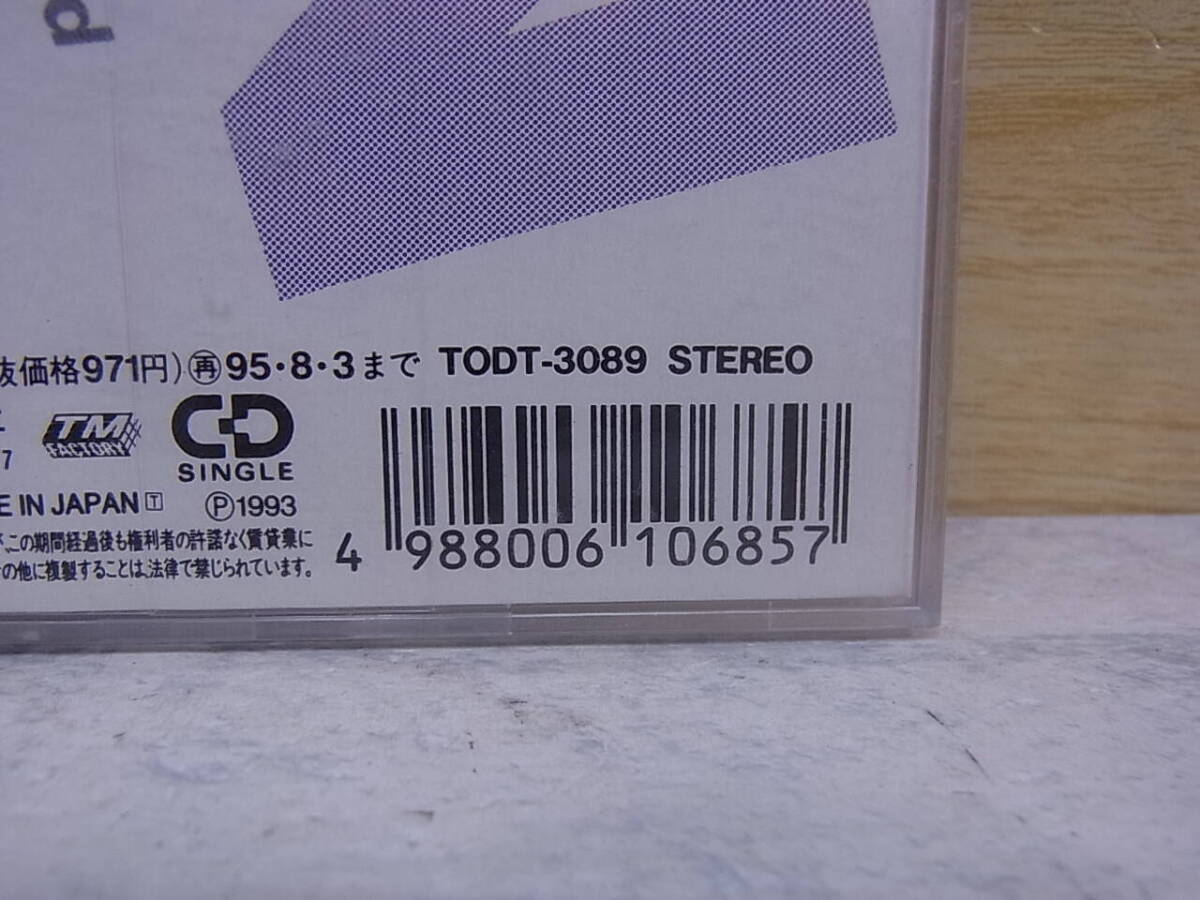 抜価格971円)再95・8・3まで TODT-3089 STEREO
TM FACTORY
CD SINGLE
7
E IN JAPAN T P1993
、この期間経過後も権利者の許諾なく賃貸業に
の他に複製することは、法律で禁じられています。
4 988006 106857